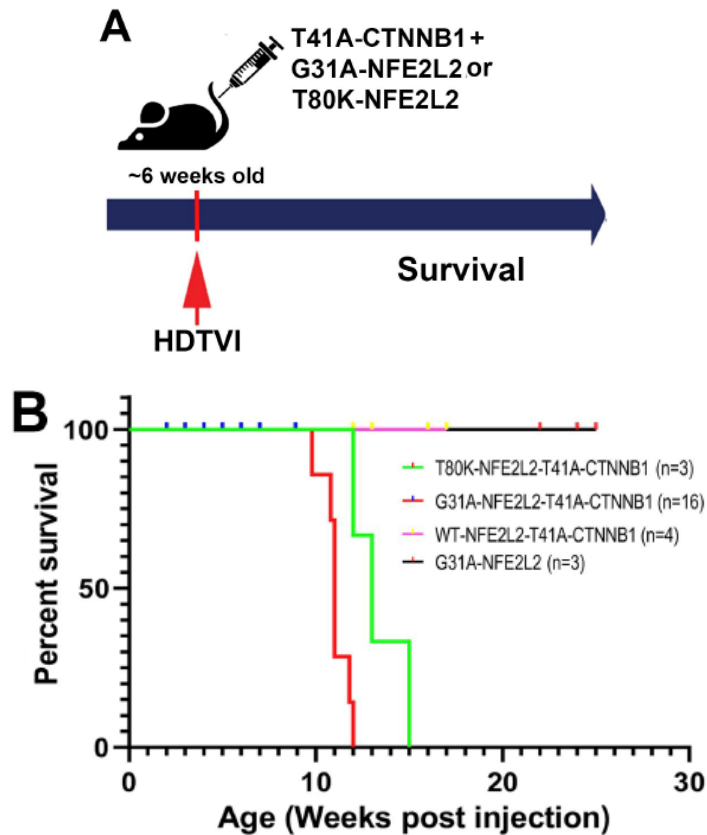 A
T41A-CTNNB1 +
G31A-NFE2L2 or
T80K-NFE2L2
~6 weeks old
Survival
HDTVI
B
Percent survival
100
50
0
T80K-NFE2L2-T41A-CTNNB1 (n=3)
G31A-NFE2L2-T41A-CTNNB1 (n=16)
WT-NFE2L2-T41A-CTNNB1 (n=4)
G31A-NFE2L2 (n=3)
0 10 20 30
Age (Weeks post injection)